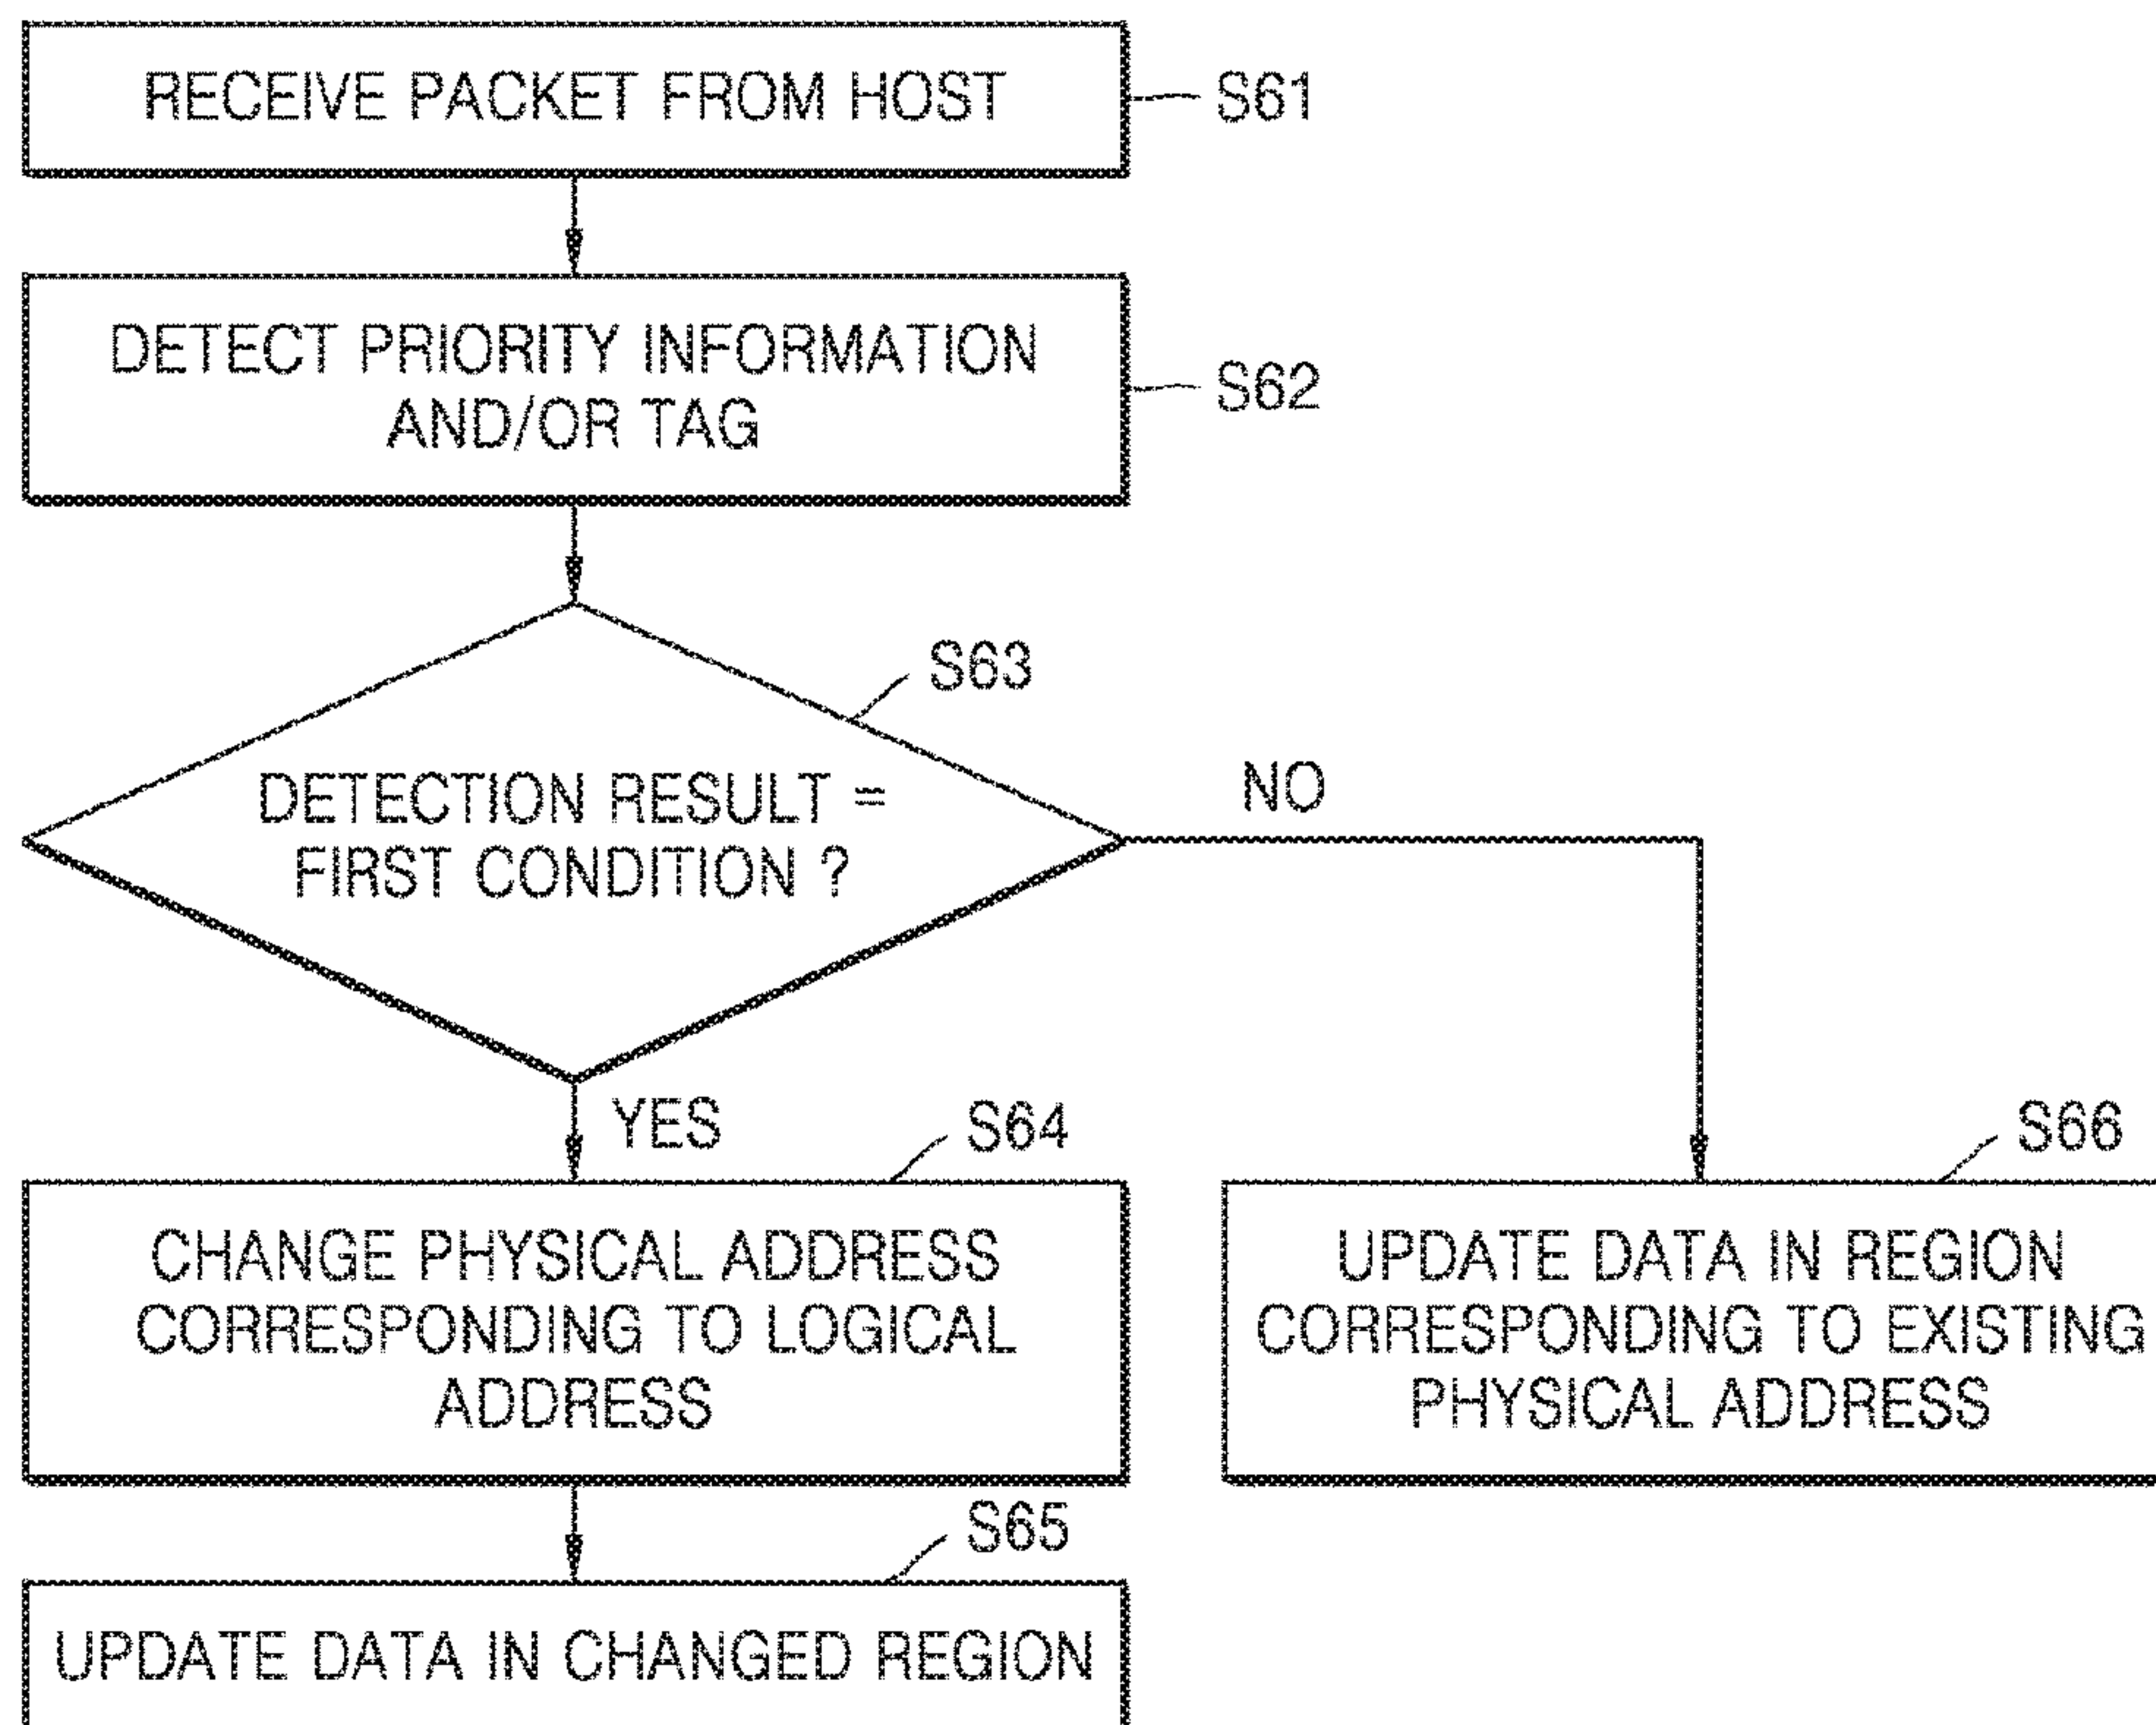 RECEIVE PACKET FROM HOST
S61
DETECT PRIORITY INFORMATION
AND/OR TAG
S62
S63
DETECTION RESULT =
FIRST CONDITION ?
NO
YES
S64
CHANGE PHYSICAL ADDRESS
CORRESPONDING TO LOGICAL
ADDRESS
S66
UPDATE DATA IN REGION
CORRESPONDING TO EXISTING
PHYSICAL ADDRESS
S65
UPDATE DATA IN CHANGED REGION